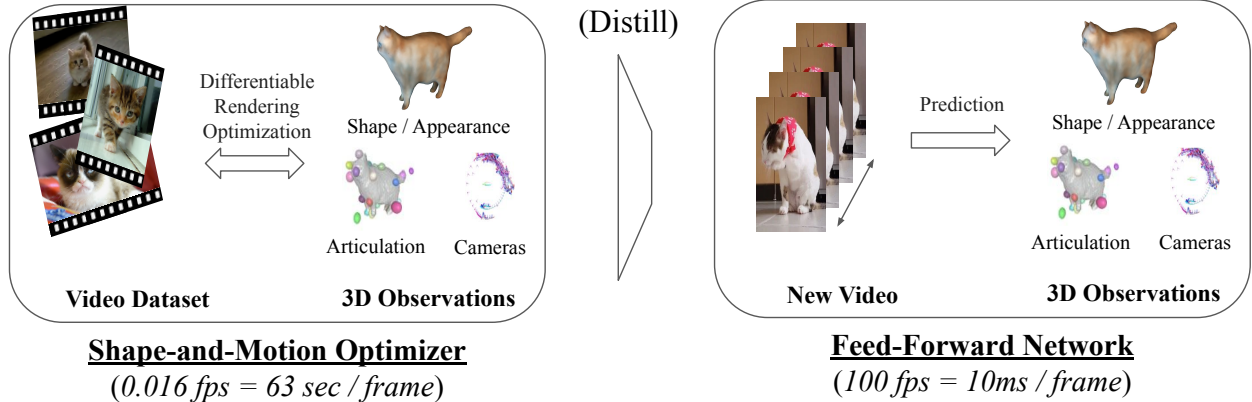 (Distill)
Differentiable
Rendering
Optimization
Shape / Appearance
Articulation
Cameras
Video Dataset
3D Observations
Shape-and-Motion Optimizer
(0.016 fps = 63 sec / frame)
Prediction
Shape / Appearance
Articulation
Cameras
New Video
3D Observations
Feed-Forward Network
(100 fps = 10ms / frame)